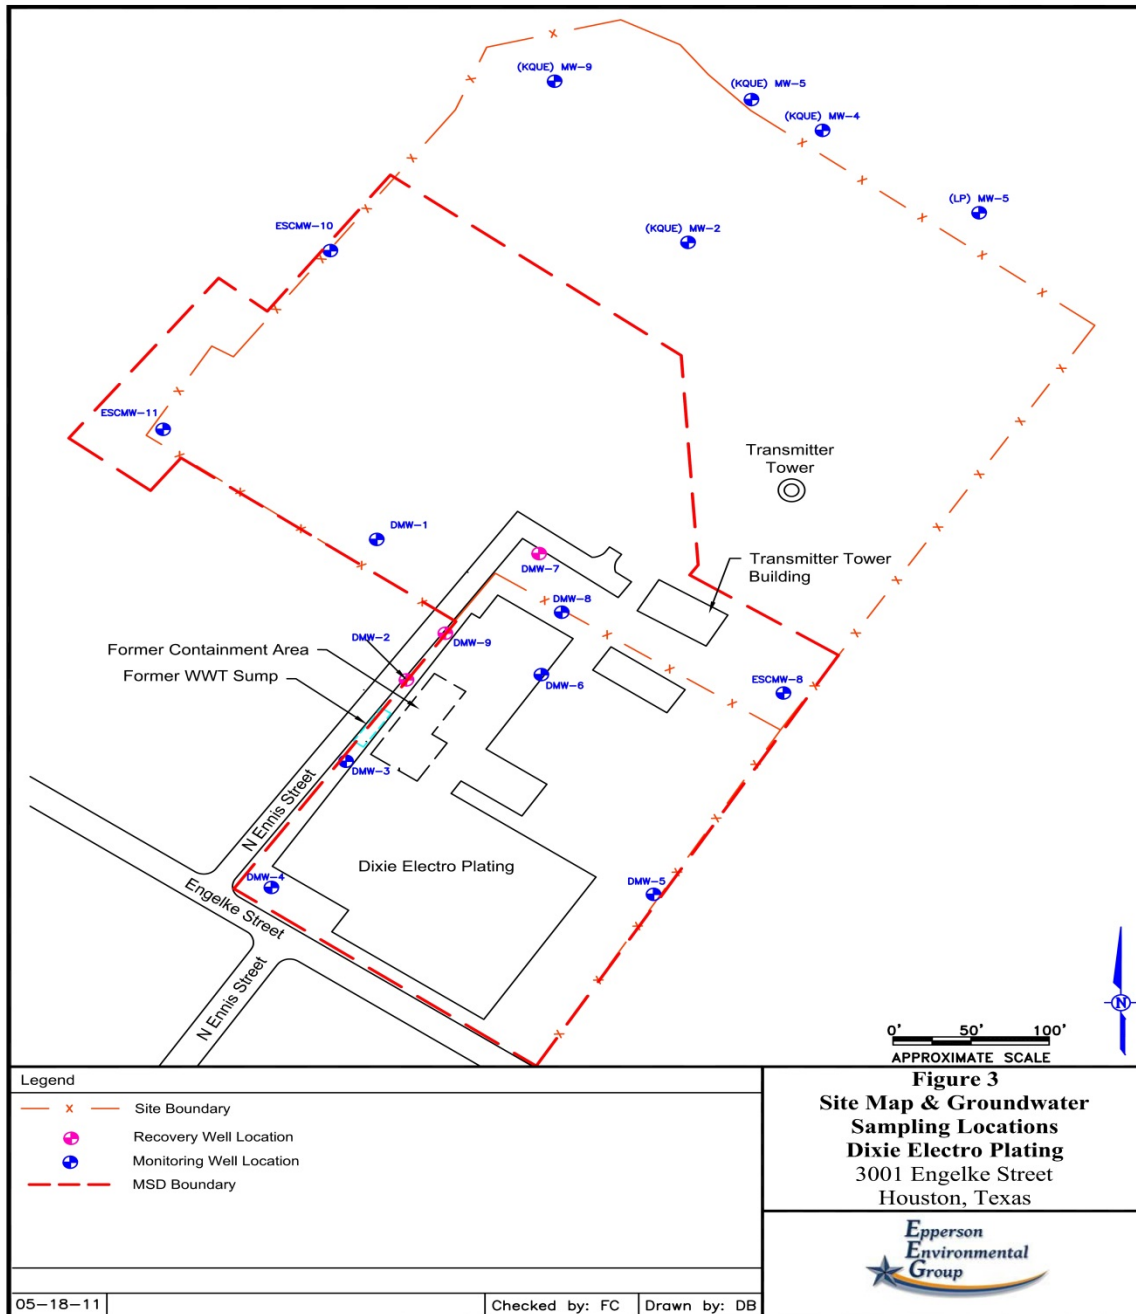 (KQUE) MW-9
(KQUE) MW-5
(KQUE) MW-4
(LP) MW-5
ESCMW-10
(KQUE) MW-2
ESCMW-11
Transmitter
Tower
DMW-1
DMW-7
Transmitter Tower
Building
DMW-8
DMW-2
DMW-9
Former Containment Area
Former WWT Sump
DMW-6
ESCMW-8
DMW-3
N Ennis Street
Dixie Electro Plating
DMW-4
DMW-5
Engelke Street
N Ennis Street
N
0' 50' 100'
APPROXIMATE SCALE
Legend
x Site Boundary
Recovery Well Location
Monitoring Well Location
MSD Boundary
Figure 3
Site Map & Groundwater
Sampling Locations
Dixie Electro Plating
3001 Engelke Street
Houston, Texas
Epperson
Environmental
Group
05-18-11
Checked by: FC
Drawn by: DB